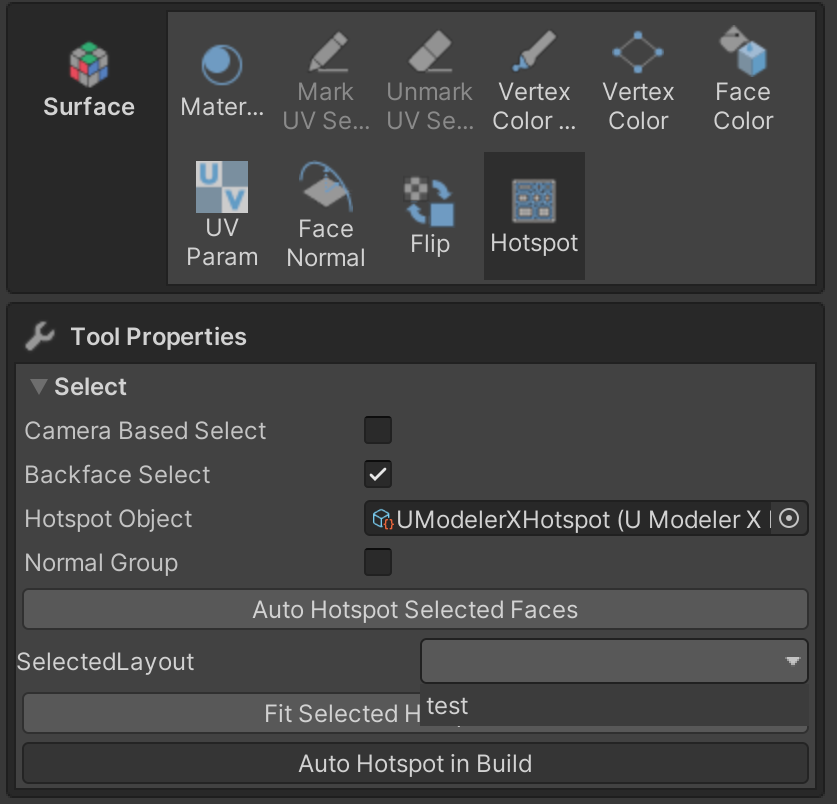 Surface
Mater...
Mark
UV Se...
Unmark
UV Se...
Vertex
Color ...
Vertex
Color
Face
Color
UV
UV
Param
Face
Normal
Flip
Hotspot
Tool Properties
Select
Camera Based Select
Backface Select
Hotspot Object
UModelerXHotspot (U Modeler X
Normal Group
Auto Hotspot Selected Faces
SelectedLayout
test
Fit Selected H
Auto Hotspot in Build